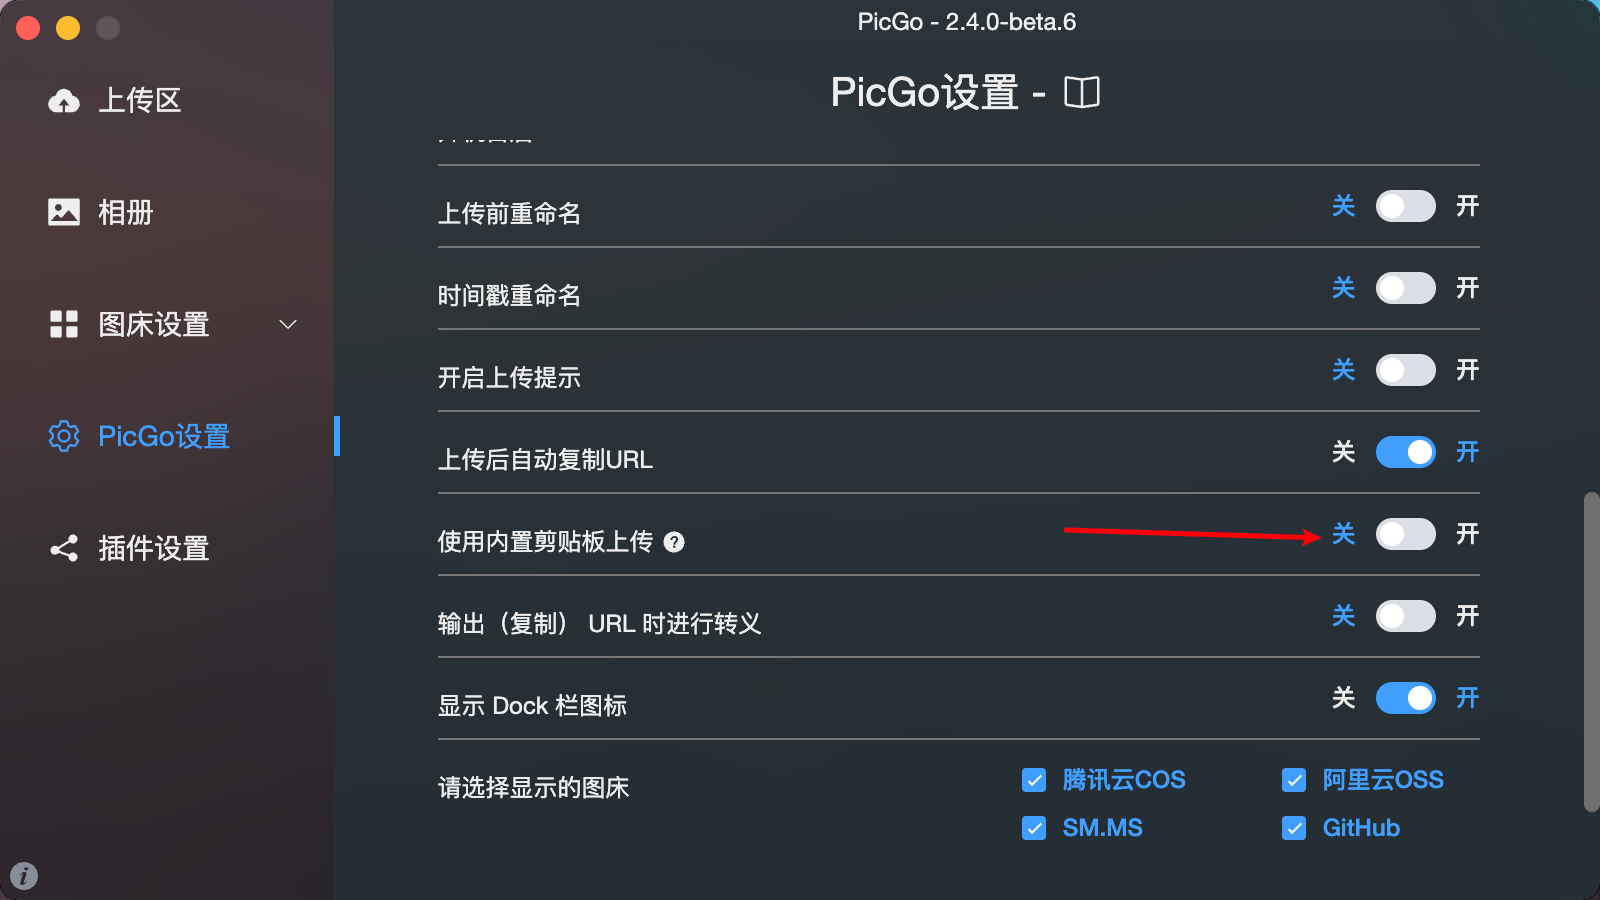 PicGo - 2.4.0-beta.6
PicGo设置 -
上传区
相册
图床设置
PicGo设置
插件设置
上传前重命名 关 开
时间戳重命名 关 开
开启上传提示 关 开
上传后自动复制URL 关 开
使用内置剪贴板上传 ? 关 开
输出（复制） URL 时进行转义 关 开
显示 Dock 栏图标 关 开
请选择显示的图床 腾讯云COS 阿里云OSS
SM.MS GitHub
i